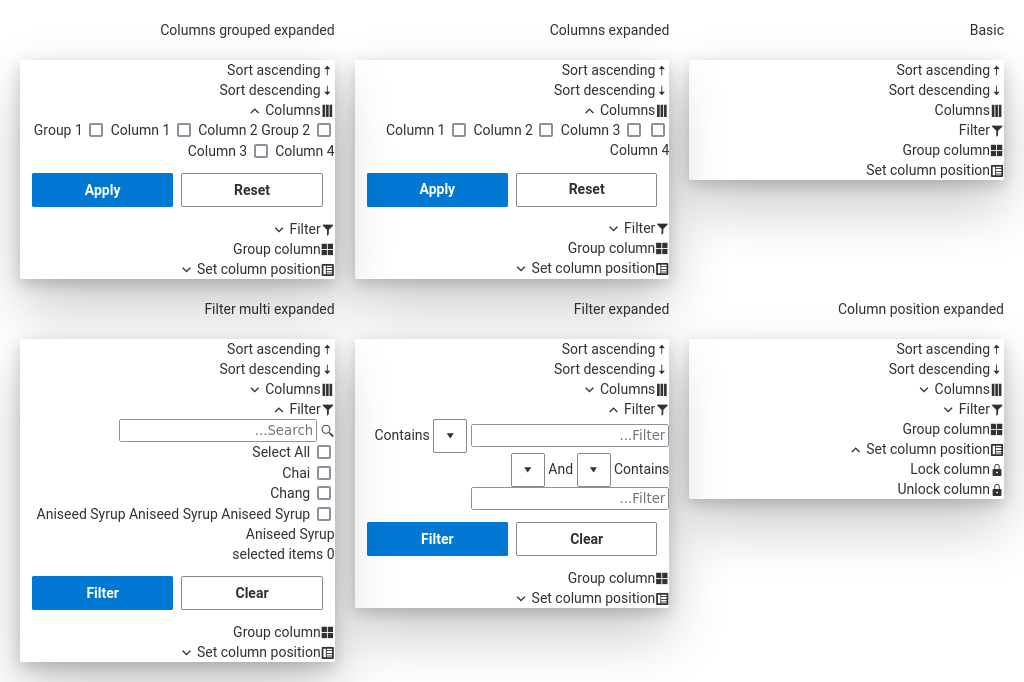 Basic
Sort ascending
Sort descending
Columns
Filter
Group column
Set column position
Columns expanded
Sort ascending
Sort descending
Columns
Column 1 Column 2 Column 3
Column 4
Apply Reset
Filter
Group column
Set column position
Columns grouped expanded
Sort ascending
Sort descending
Columns
Group 1 Column 1 Column 2 Group 2
Column 3 Column 4
Apply Reset
Filter
Group column
Set column position
Column position expanded
Sort ascending
Sort descending
Columns
Filter
Group column
Set column position
Lock column
Unlock column
Filter expanded
Sort ascending
Sort descending
Columns
Filter
Contains ...Filter
And Contains
...Filter
Filter Clear
Group column
Set column position
Filter multi expanded
Sort ascending
Sort descending
Columns
Filter
...Search
Select All
Chai
Chang
Aniseed Syrup Aniseed Syrup Aniseed Syrup
Aniseed Syrup
selected items 0
Filter Clear
Group column
Set column position